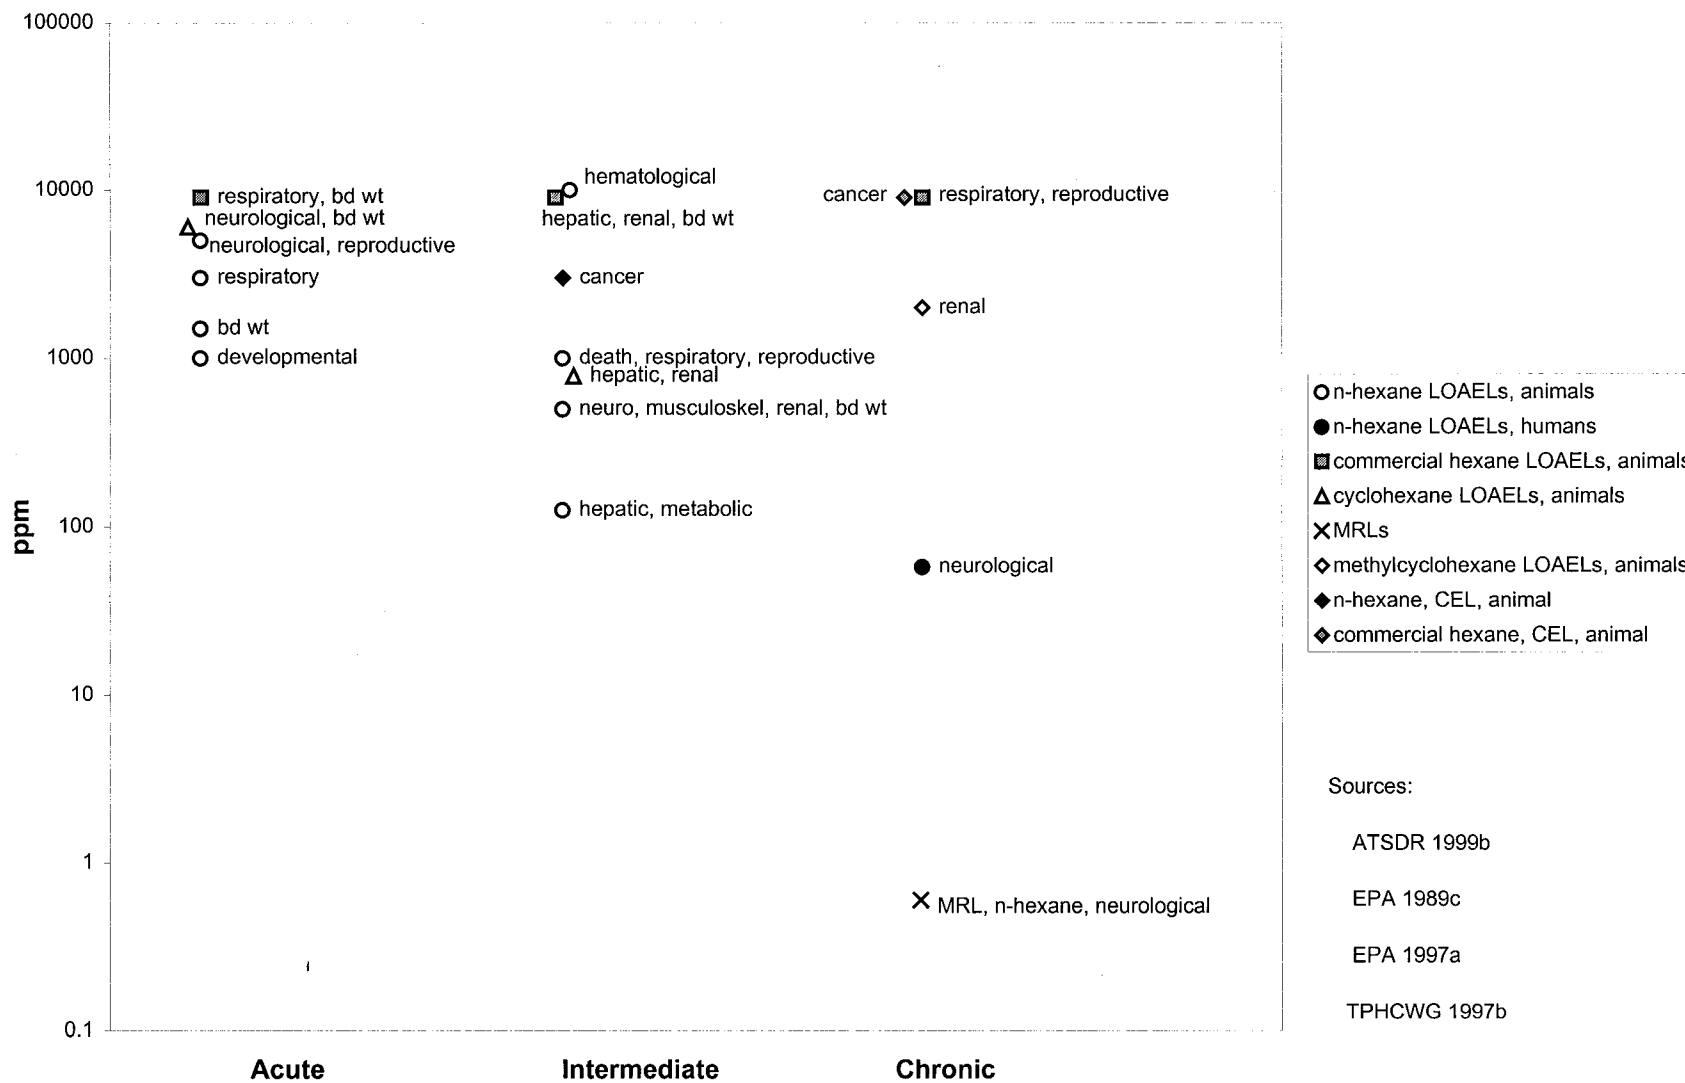 100000
10000
1000
100
10
1
0.1
ppm
respiratory, bd wt
neurological, bd wt
neurological, reproductive
respiratory
bd wt
developmental
hematological
hepatic, renal, bd wt
cancer
death, respiratory, reproductive
hepatic, renal
neuro, musculoskel, renal, bd wt
hepatic, metabolic
cancer
respiratory, reproductive
renal
neurological
MRL, n-hexane, neurological
Acute
Intermediate
Chronic
n-hexane LOAELs, animals
n-hexane LOAELs, humans
commercial hexane LOAELs, animals
cyclohexane LOAELs, animals
MRLs
methylcyclohexane LOAELs, animals
n-hexane, CEL, animal
commercial hexane, CEL, animal
Sources:
ATSDR 1999b
EPA 1989c
EPA 1997a
TPHCWG 1997b